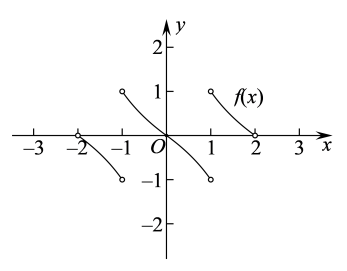 y
2
1
f(x)
–3 –2 –1 O 1 2 3 x
–1
–2